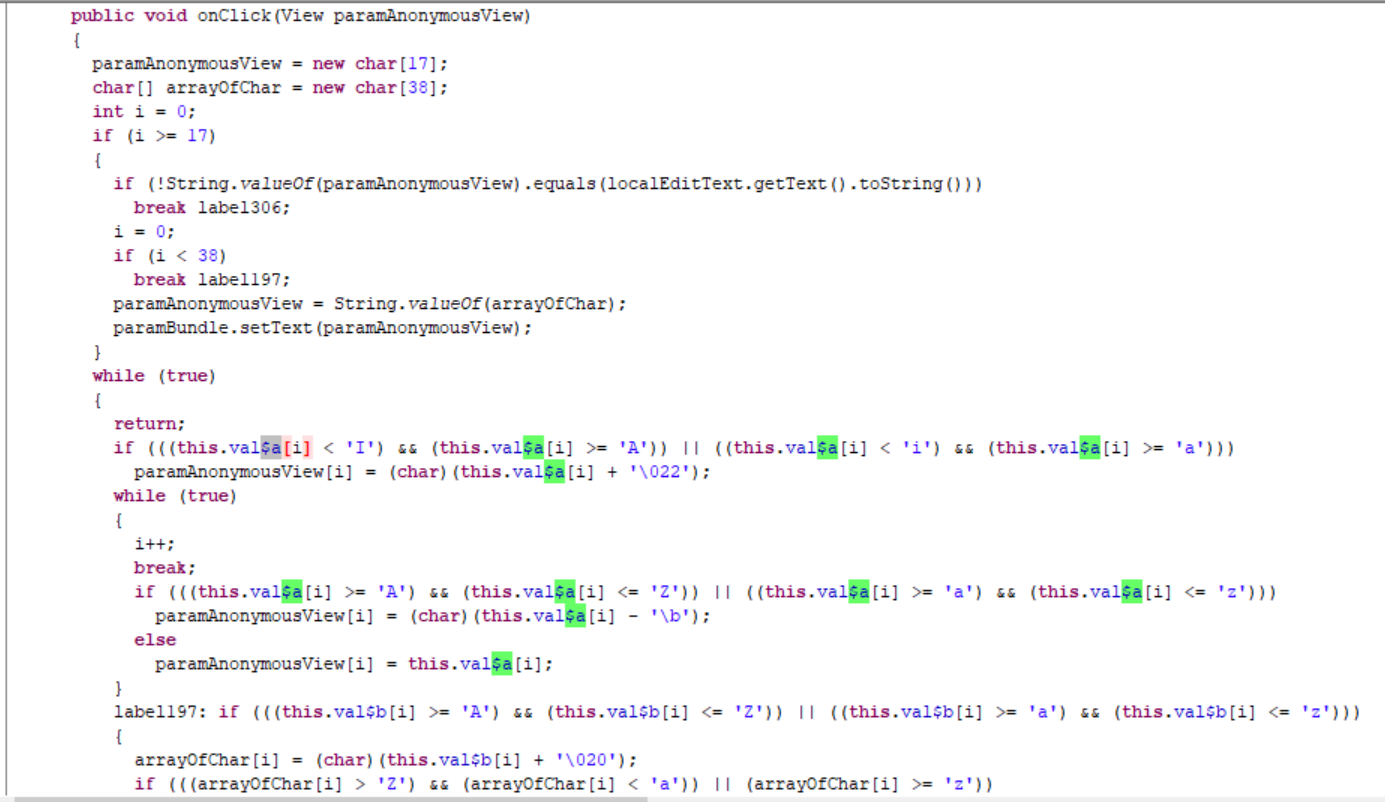 public void onClick(View paramAnonymousView)
{
paramAnonymousView = new char[17];
char[] arrayOfChar = new char[38];
int i = 0;
if (i >= 17)
{
if (!String.valueOf(paramAnonymousView).equals(localEditText.getText().toString()))
break label306;
i = 0;
if (i < 38)
break label197;
paramAnonymousView = String.valueOf(arrayOfChar);
paramBundle.setText(paramAnonymousView);
}
while (true)
{
return;
if (((this.val$a[i] < 'I') && (this.val$a[i] >= 'A')) || ((this.val$a[i] < 'i') && (this.val$a[i] >= 'a')))
paramAnonymousView[i] = (char)(this.val$a[i] + '\022');
while (true)
{
i++;
break;
if (((this.val$a[i] >= 'A') && (this.val$a[i] <= 'Z')) || ((this.val$a[i] >= 'a') && (this.val$a[i] <= 'z')))
paramAnonymousView[i] = (char)(this.val$a[i] - '\b');
else
paramAnonymousView[i] = this.val$a[i];
}
label197: if (((this.val$b[i] >= 'A') && (this.val$b[i] <= 'Z')) || ((this.val$b[i] >= 'a') && (this.val$b[i] <= 'z')))
{
arrayOfChar[i] = (char)(this.val$b[i] + '\020');
if (((arrayOfChar[i] > 'Z') && (arrayOfChar[i] < 'a')) || (arrayOfChar[i] >= 'z'))